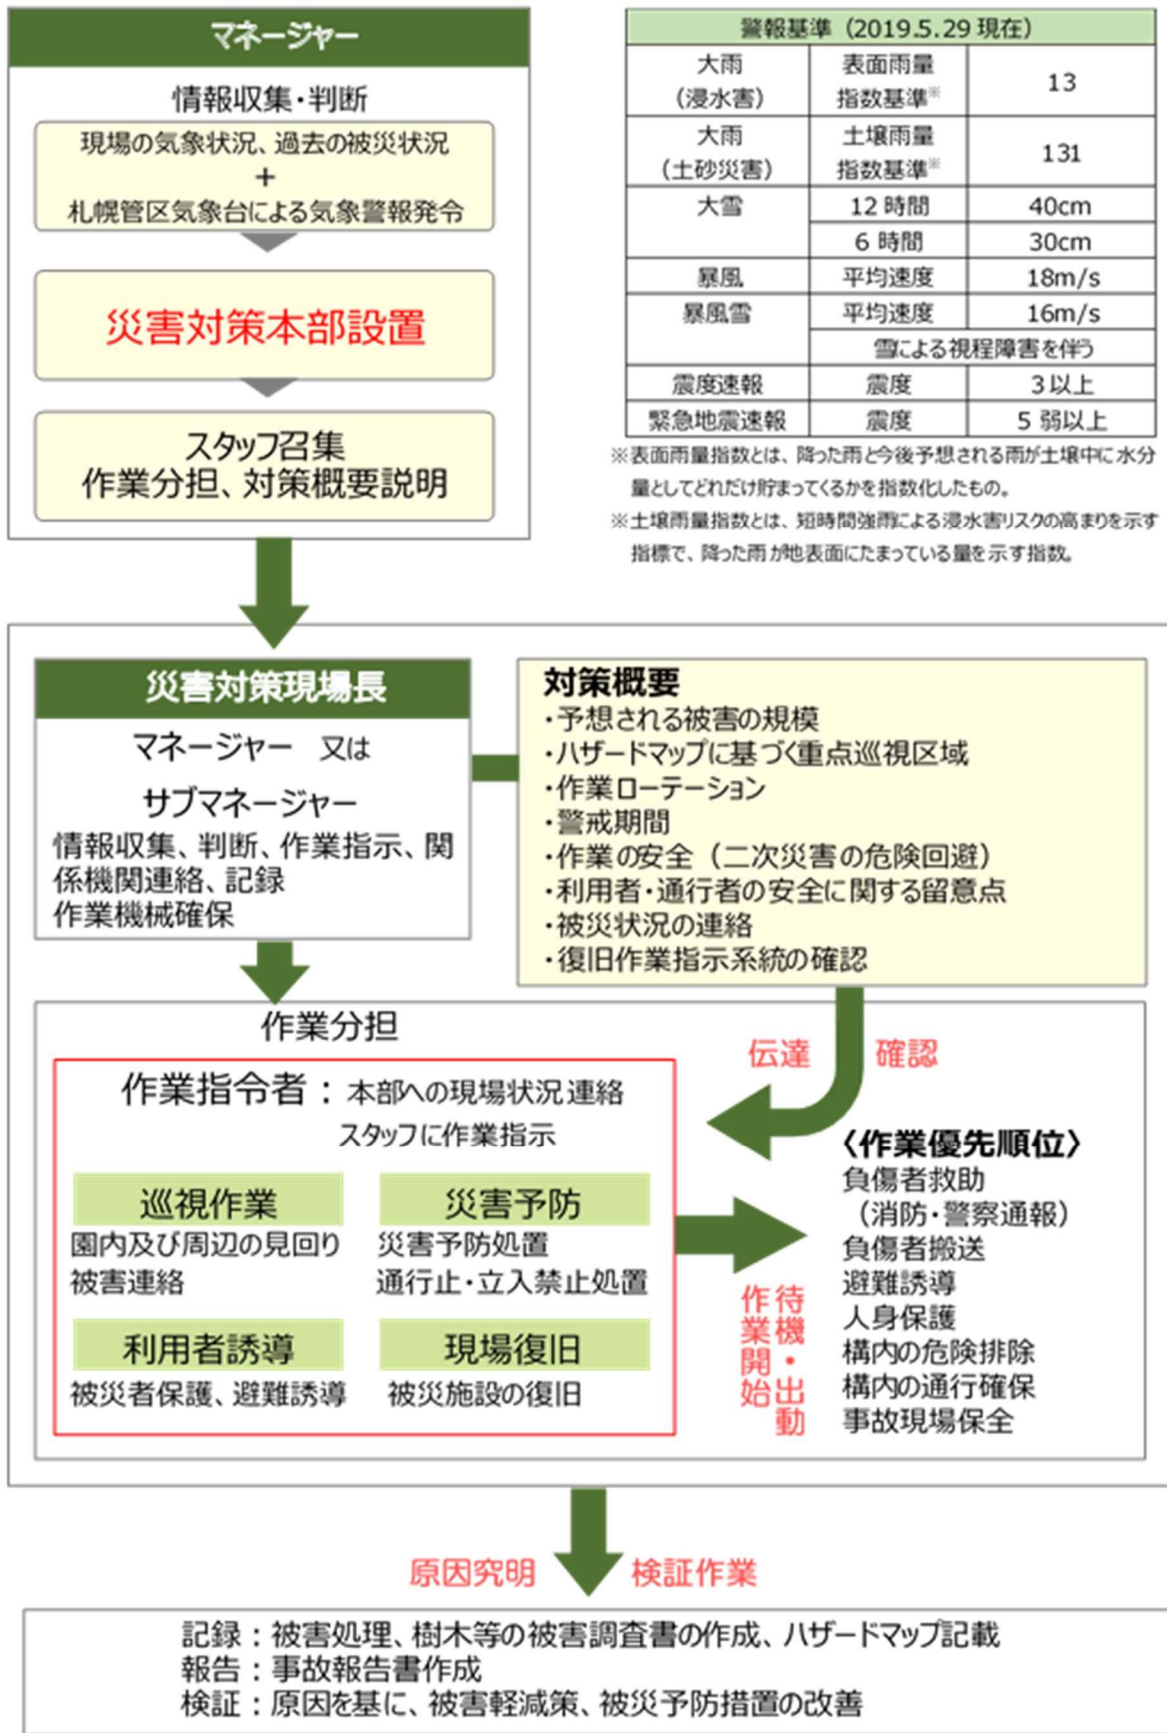 マネージャー
情報収集・判断
現場の気象状況、過去の被災状況
+
札幌管区気象台による気象警報発令
災害対策本部設置
スタッフ召集
作業分担、対策概要説明
警報基準（2019.5.29 現在）
大雨 表面雨量 13
（浸水害） 指数基準※
大雨 土壌雨量 131
（土砂災害） 指数基準※
大雪 12 時間 40cm
6 時間 30cm
暴風 平均速度 18m/s
暴風雪 平均速度 16m/s
雪による視程障害を伴う
震度速報 震度 3 以上
緊急地震速報 震度 5 弱以上
※表面雨量指数とは、降った雨と今後予想される雨が土壌中に水分
量としてどれだけ貯まってくるかを指数化したもの。
※土壌雨量指数とは、短時間強雨による浸水害リスクの高まりを示す
指標で、降った雨が地表面にたまっている量を示す指数。
災害対策現場長
マネージャー 又は
サブマネージャー
情報収集、判断、作業指示、関
係機関連絡、記録
作業機械確保
対策概要
・予想される被害の規模
・ハザードマップに基づく重点巡視区域
・作業ローテーション
・警戒期間
・作業の安全（二次災害の危険回避）
・利用者・通行者の安全に関する留意点
・被災状況の連絡
・復旧作業指示系統の確認
作業分担
伝達 確認
作業指令者：本部への現場状況連絡
スタッフに作業指示
巡視作業
園内及び周辺の見回り
被害連絡
災害予防
災害予防処置
通行止・立入禁止処置
利用者誘導
被災者保護、避難誘導
現場復旧
被災施設の復旧
待機・出動
作業開始
〈作業優先順位〉
負傷者救助
（消防・警察通報）
負傷者搬送
避難誘導
人身保護
構内の危険排除
構内の通行確保
事故現場保全
原因究明 検証作業
記録：被害処理、樹木等の被害調査書の作成、ハザードマップ記載
報告：事故報告書作成
検証：原因を基に、被害軽減策、被災予防措置の改善